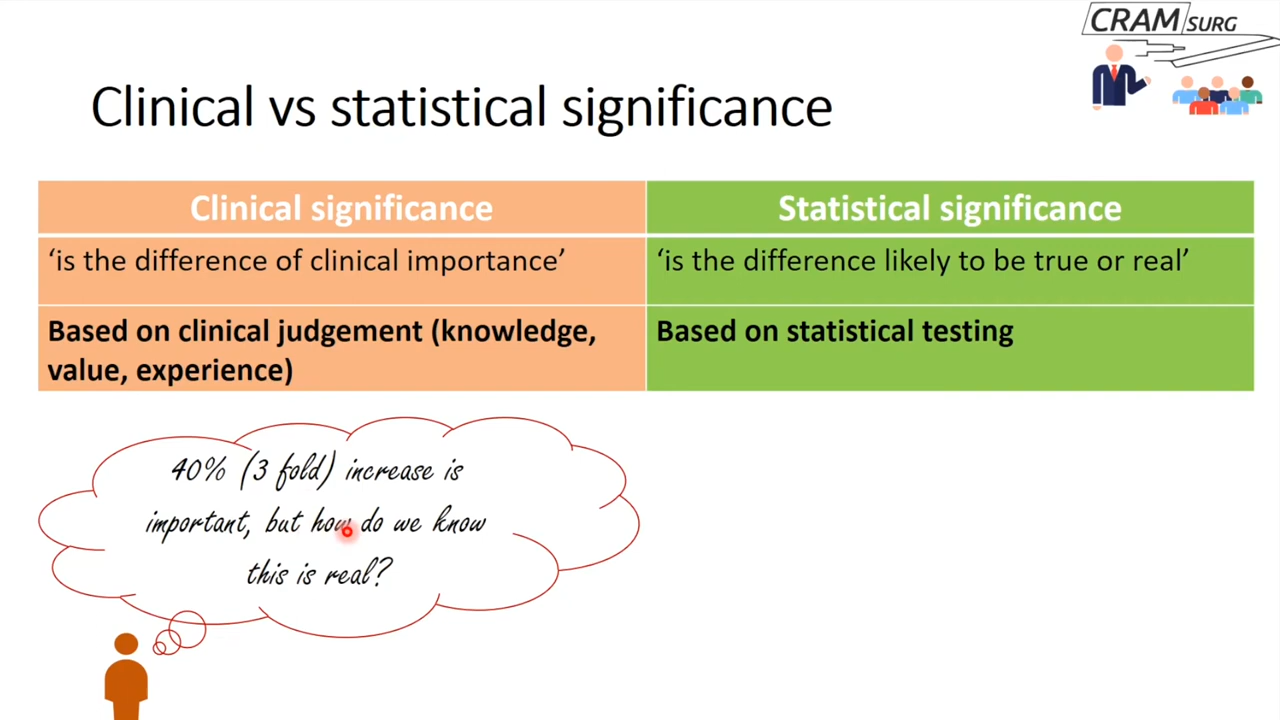 CRAM SURG
Clinical vs statistical significance
Clinical significance
Statistical significance
‘is the difference of clinical importance’
‘is the difference likely to be true or real’
Based on clinical judgement (knowledge,
value, experience)
Based on statistical testing
40% (3 fold) increase is
important, but how do we know
this is real?